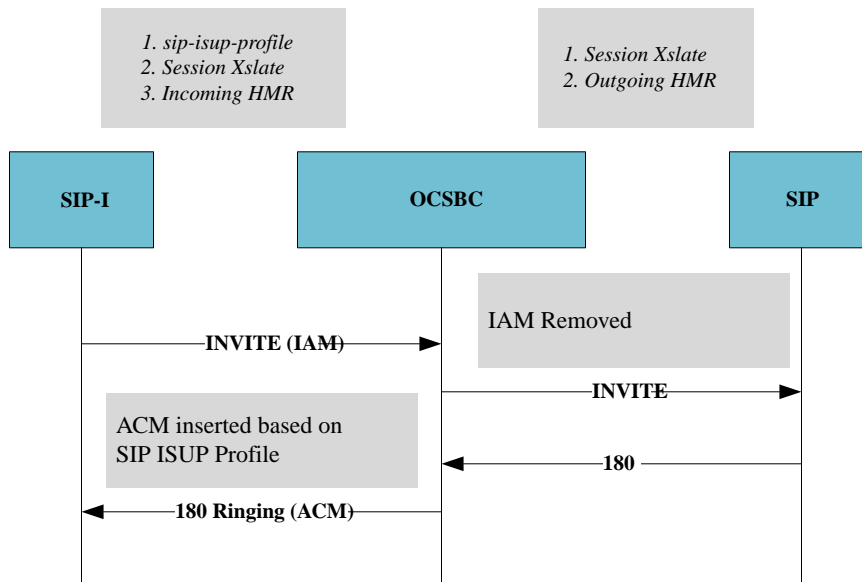 1. sip-isup-profile
2. Session Xslate
3. Incoming HMR
1. Session Xslate
2. Outgoing HMR
SIP-I
OCSBC
SIP
IAM Removed
INVITE (IAM)
INVITE
ACM inserted based on
SIP ISUP Profile
180
180 Ringing (ACM)